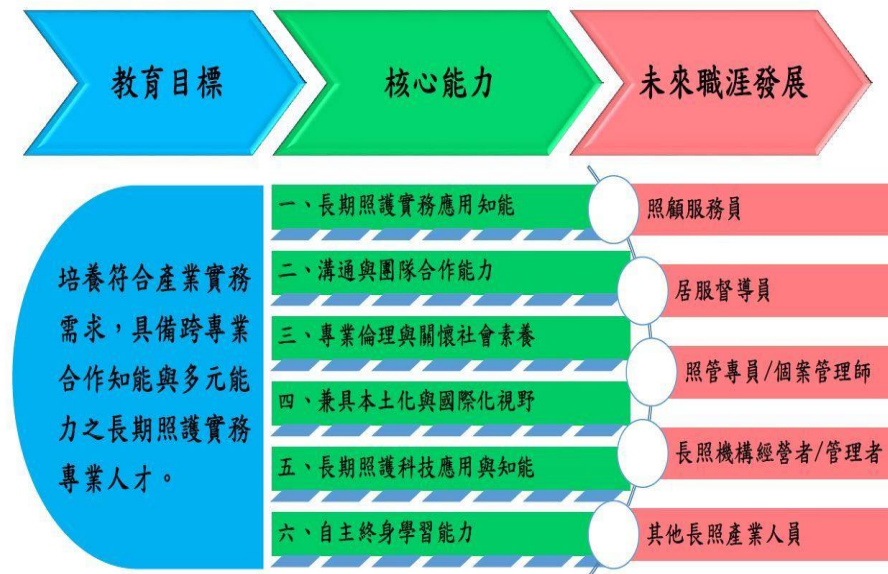 教育目標
核心能力
未來職涯發展
培養符合產業實務
需求，具備跨專業
合作知能與多元能
力之長期照護實務
專業人才。
一、長期照護實務應用知能
二、溝通與團隊合作能力
三、專業倫理與關懷社會素養
四、兼具本土化與國際化視野
五、長期照護科技應用與知能
六、自主終身學習能力
照顧服務員
居服督導員
照管專員/個案管理師
長照機構經營者/管理者
其他長照產業人員